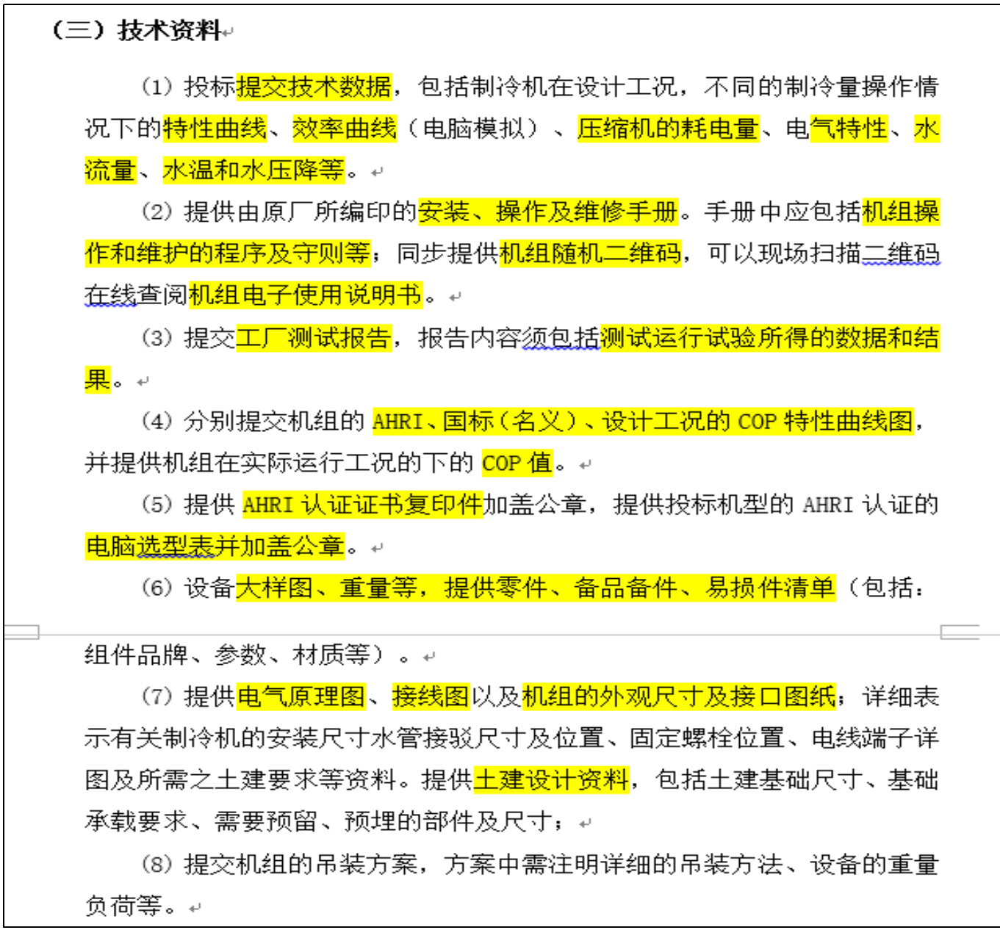 （三）技术资料
（1）投标提交技术数据，包括制冷机在设计工况，不同的制冷量操作情
况下的特性曲线、效率曲线（电脑模拟）、压缩机的耗电量、电气特性、水
流量、水温和水压降等。
（2）提供由原厂所编印的安装、操作及维修手册。手册中应包括机组操
作和维护的程序及守则等；同步提供机组随机二维码，可以现场扫描二维码
在线查阅机组电子使用说明书。
（3）提交工厂测试报告，报告内容须包括测试运行试验所得的数据和结
果。
（4）分别提交机组的 AHRI、国标（名义）、设计工况的 COP 特性曲线图，
并提供机组在实际运行工况的下的 COP 值。
（5）提供 AHRI 认证证书复印件加盖公章，提供投标机型的 AHRI 认证的
电脑选型表并加盖公章。
（6）设备大样图、重量等，提供零件、备品备件、易损件清单（包括：
组件品牌、参数、材质等）。
（7）提供电气原理图、接线图以及机组的外观尺寸及接口图纸；详细表
示有关制冷机的安装尺寸水管接驳尺寸及位置、固定螺栓位置、电线端子详
图及所需之土建要求等资料。提供土建设计资料，包括土建基础尺寸、基础
承载要求、需要预留、预埋的部件及尺寸；
（8）提交机组的吊装方案，方案中需注明详细的吊装方法、设备的重量
负荷等。